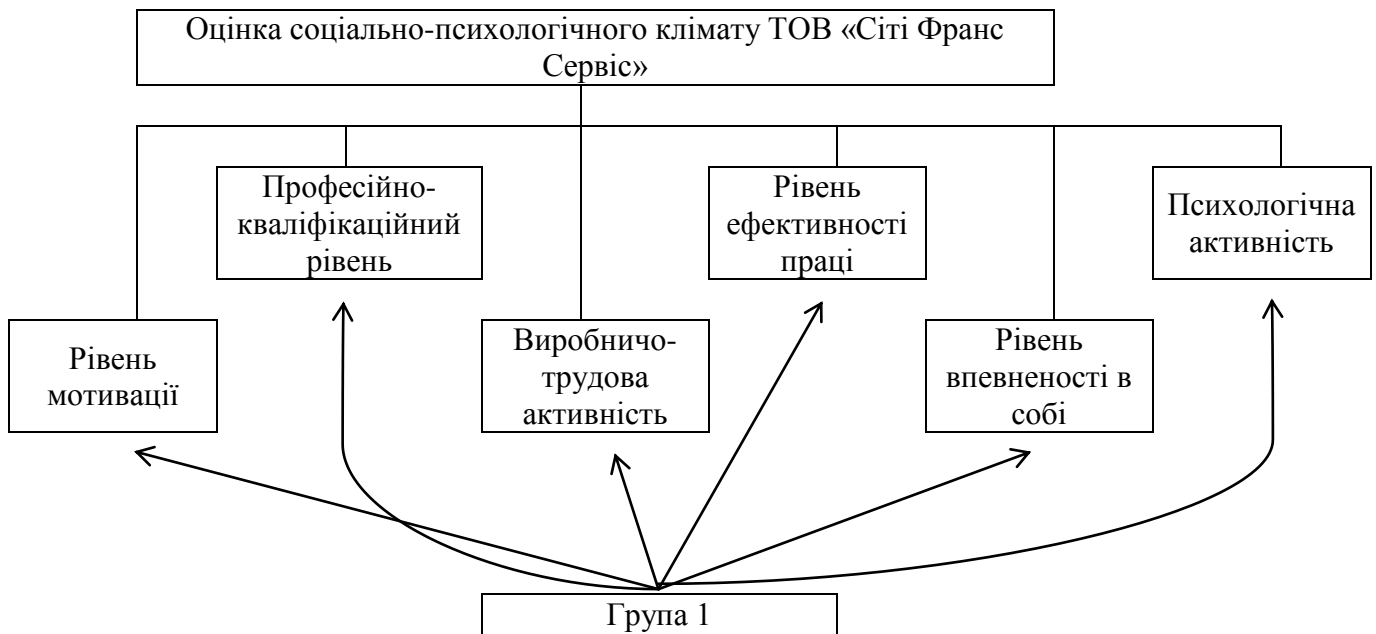 Оцінка соціально-психологічного клімату ТОВ «Сіті Франс
Сервіс»
Професійно-
кваліфікаційний
рівень
Рівень
ефективності
праці
Психологічна
активність
Рівень
мотивації
Виробничо-
трудова
активність
Рівень
впевненості в
собі
Група 1